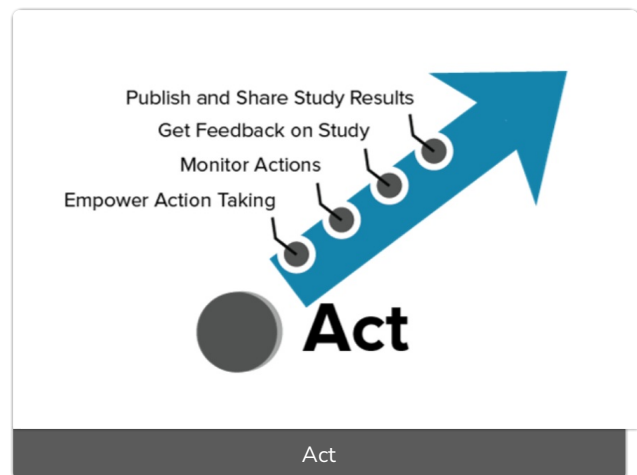 Publish and Share Study Results
Get Feedback on Study
Monitor Actions
Empower Action Taking
Act
Act